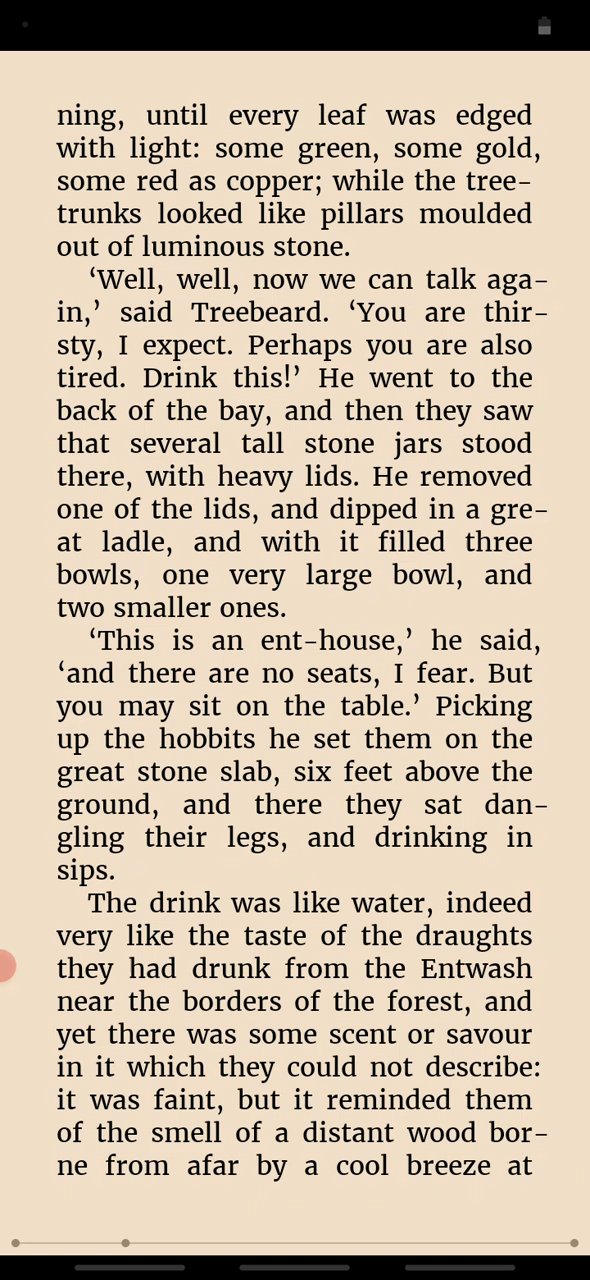 ning, until every leaf was edged
with light: some green, some gold,
some red as copper; while the tree-
trunks looked like pillars moulded
out of luminous stone.
‘Well, well, now we can talk aga-
in,’ said Treebeard. ‘You are thir-
sty, I expect. Perhaps you are also
tired. Drink this!’ He went to the
back of the bay, and then they saw
that several tall stone jars stood
there, with heavy lids. He removed
one of the lids, and dipped in a gre-
at ladle, and with it filled three
bowls, one very large bowl, and
two smaller ones.
‘This is an ent-house,’ he said,
‘and there are no seats, I fear. But
you may sit on the table.’ Picking
up the hobbits he set them on the
great stone slab, six feet above the
ground, and there they sat dan-
gling their legs, and drinking in
sips.
The drink was like water, indeed
very like the taste of the draughts
they had drunk from the Entwash
near the borders of the forest, and
yet there was some scent or savour
in it which they could not describe:
it was faint, but it reminded them
of the smell of a distant wood bor-
ne from afar by a cool breeze at